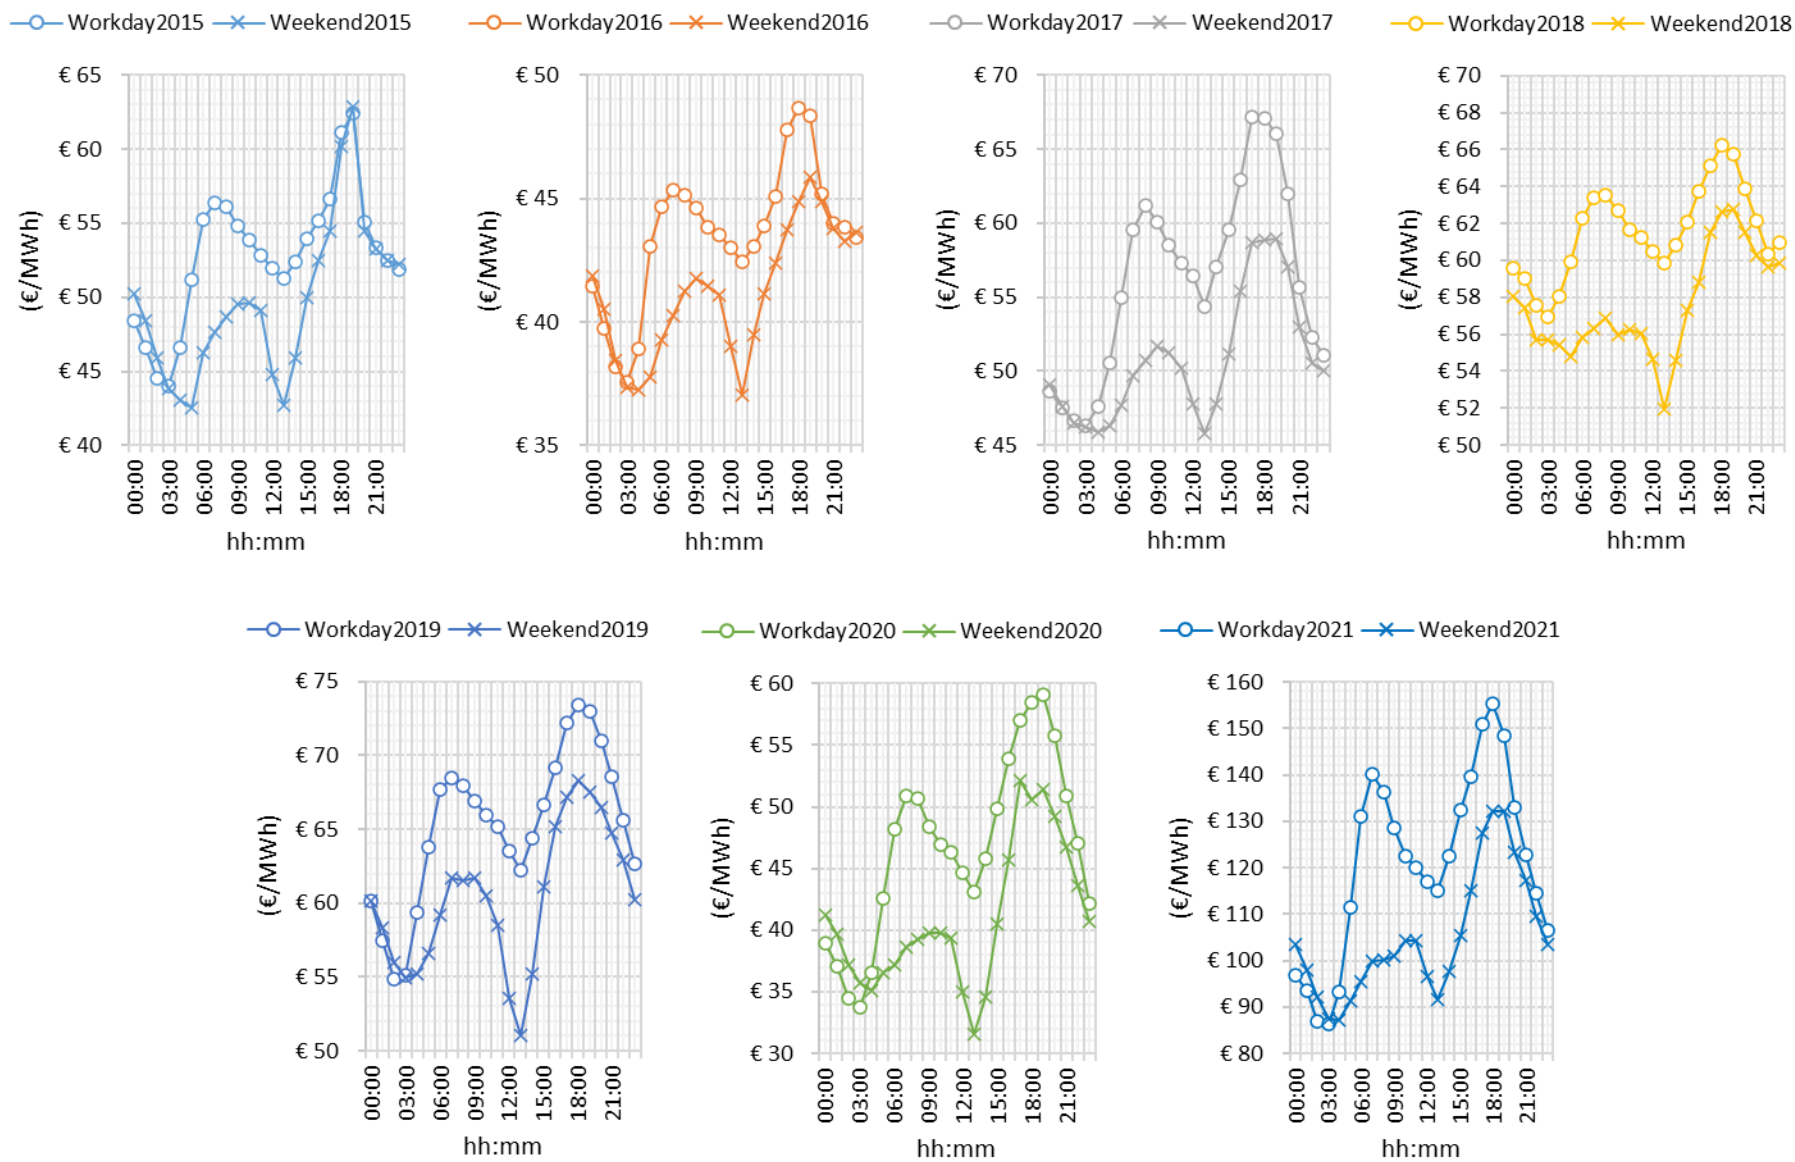 Workday2015 Weekend2015
€ 65
€ 60
€ 55
€ 50
€ 45
€ 40
(€/MWh)
00:00 03:00 06:00 09:00 12:00 15:00 18:00 21:00
hh:mm
Workday2016 Weekend2016
€ 50
€ 45
€ 40
€ 35
(€/MWh)
00:00 03:00 06:00 09:00 12:00 15:00 18:00 21:00
hh:mm
Workday2017 Weekend2017
€ 70
€ 65
€ 60
€ 55
€ 50
€ 45
(€/MWh)
00:00 03:00 06:00 09:00 12:00 15:00 18:00 21:00
hh:mm
Workday2018 Weekend2018
€ 70
€ 68
€ 66
€ 64
€ 62
€ 60
€ 58
€ 56
€ 54
€ 52
€ 50
(€/MWh)
00:00 03:00 06:00 09:00 12:00 15:00 18:00 21:00
hh:mm
Workday2019 Weekend2019
€ 75
€ 70
€ 65
€ 60
€ 55
€ 50
(€/MWh)
00:00 03:00 06:00 09:00 12:00 15:00 18:00 21:00
hh:mm
Workday2020 Weekend2020
€ 60
€ 55
€ 50
€ 45
€ 40
€ 35
€ 30
(€/MWh)
00:00 03:00 06:00 09:00 12:00 15:00 18:00 21:00
hh:mm
Workday2021 Weekend2021
€ 160
€ 150
€ 140
€ 130
€ 120
€ 110
€ 100
€ 90
€ 80
(€/MWh)
00:00 03:00 06:00 09:00 12:00 15:00 18:00 21:00
hh:mm